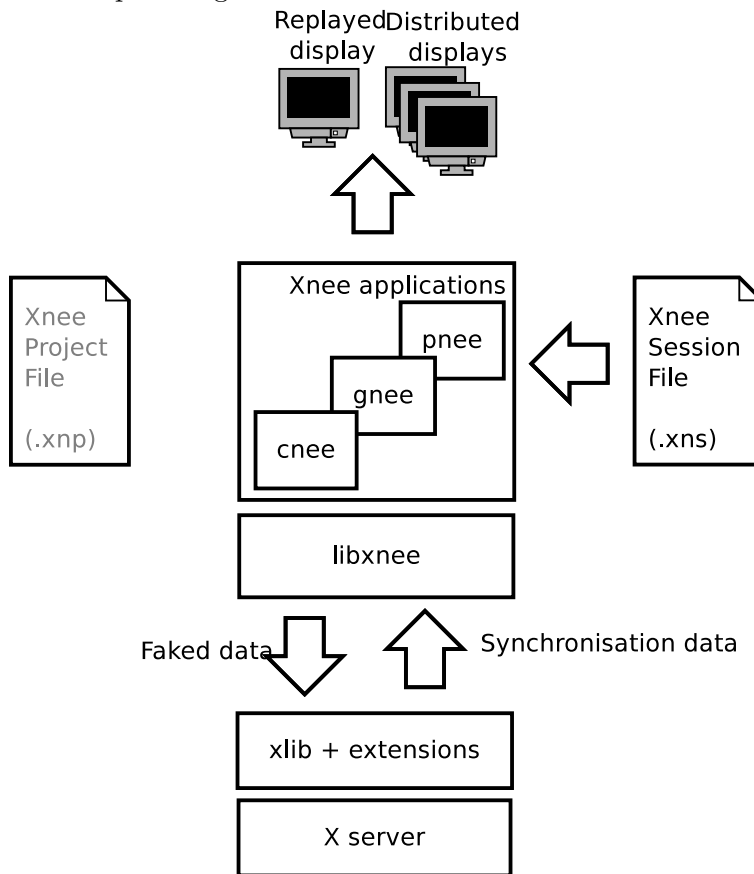 Replayed
display
Distributed
displays
Xnee applications
pnee
gnee
cnee
Xnee
Project
File
(.xnp)
Xnee
Session
File
(.xns)
libxnee
Faked data
Synchronisation data
xlib + extensions
X server